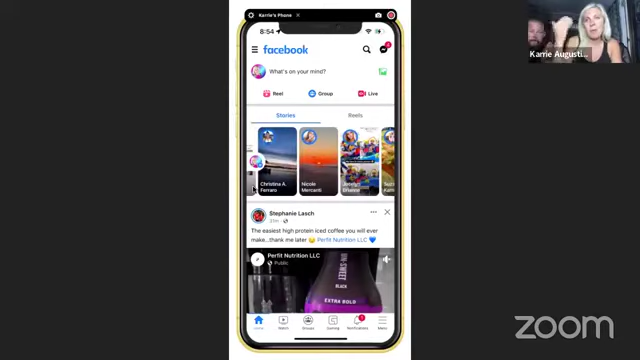 Karrie's Phone
8:54
facebook
What's on your mind?
Reel
Group
Live
Stories
Reels
Christina A.
Ferraro
Nicole
Mercanti
Stephanie Lasch
The easiest high protein iced coffee you will ever
make...thank me later 😏 Perfit Nutrition LLC 💙
Perfit Nutrition LLC
Public
BLACK
EXTRA BOLD
Home
Watch
Groups
Gaming
Notifications
Menu
Karrie Augusti...
zoom